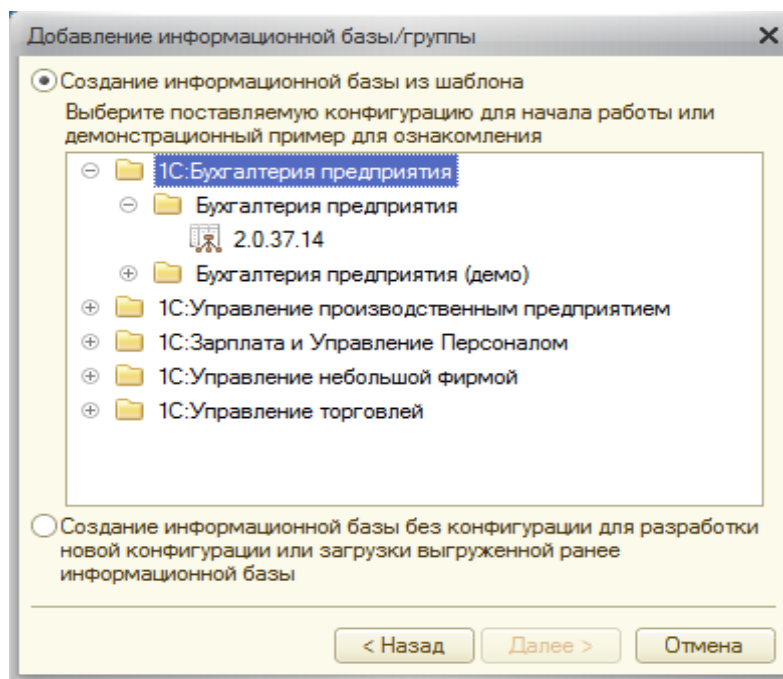 Добавление информационной базы/группы
Создание информационной базы из шаблона
Выберите поставляемую конфигурацию для начала работы или
демонстрационный пример для ознакомления
1С:Бухгалтерия предприятия
Бухгалтерия предприятия
2.0.37.14
Бухгалтерия предприятия (демо)
1С:Управление производственным предприятием
1С:Зарплата и Управление Персоналом
1С:Управление небольшой фирмой
1С:Управление торговлей
Создание информационной базы без конфигурации для разработки
новой конфигурации или загрузки выгруженной ранее
информационной базы
< Назад Далее > Отмена